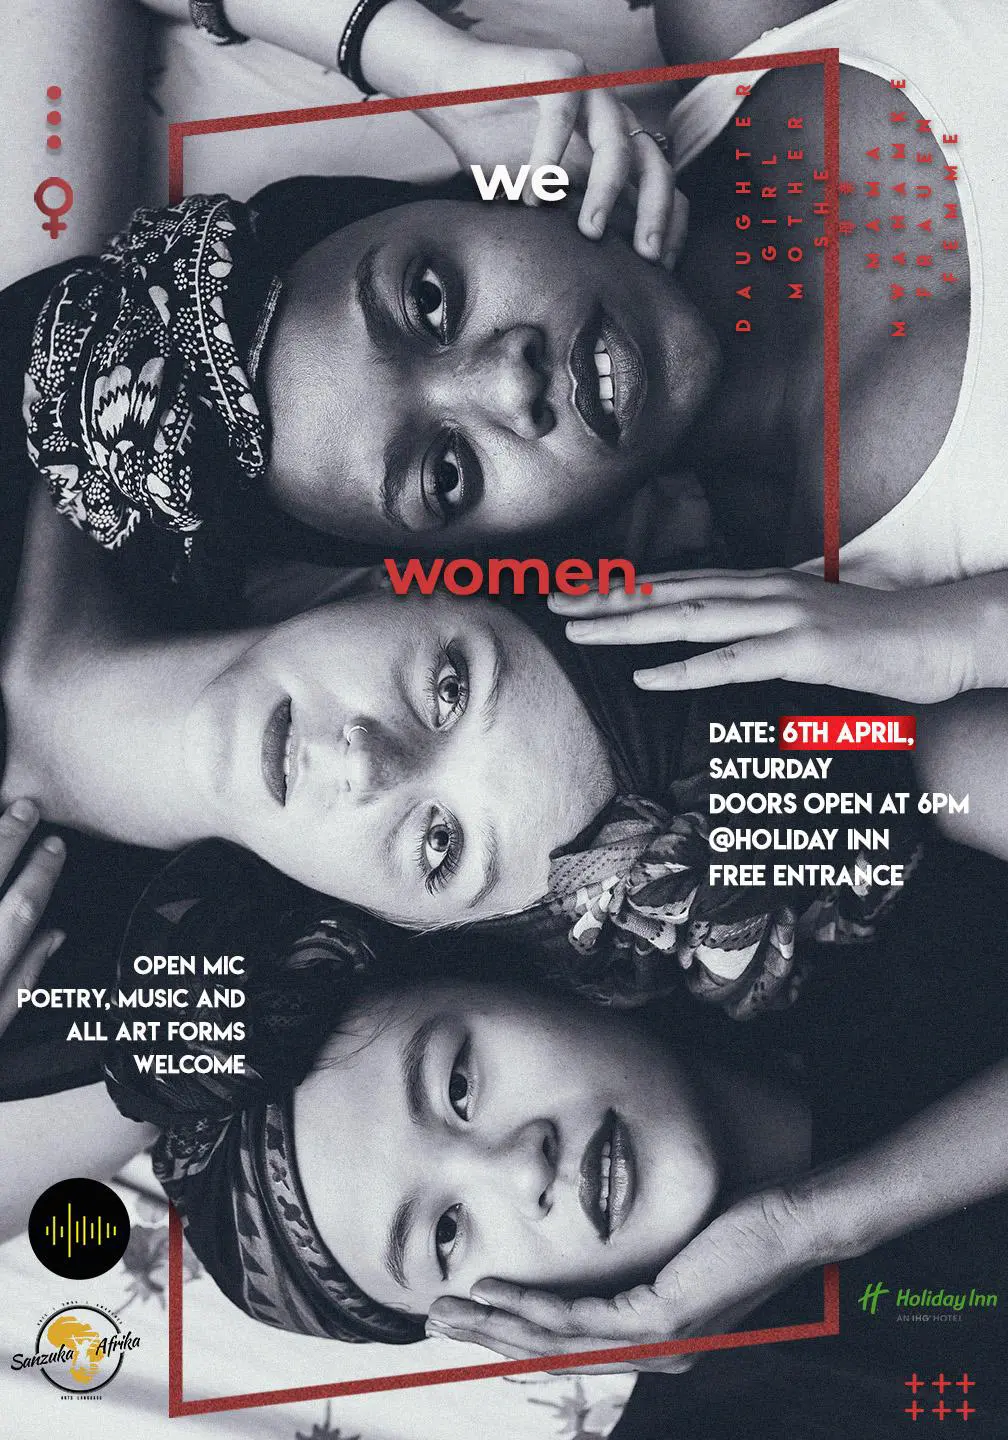 we
DAUGHTER
GIRL
MOTHER
SHE
MAMA
MWANAMKE
FRAUEN
FEMME
women.
DATE: 6TH APRIL,
SATURDAY
DOORS OPEN AT 6PM
@HOLIDAY INN
FREE ENTRANCE
OPEN MIC
POETRY, MUSIC AND
ALL ART FORMS
WELCOME
Sanzuka Afrika
ARTS LANGUAGE
Holiday Inn
AN IHG® HOTEL